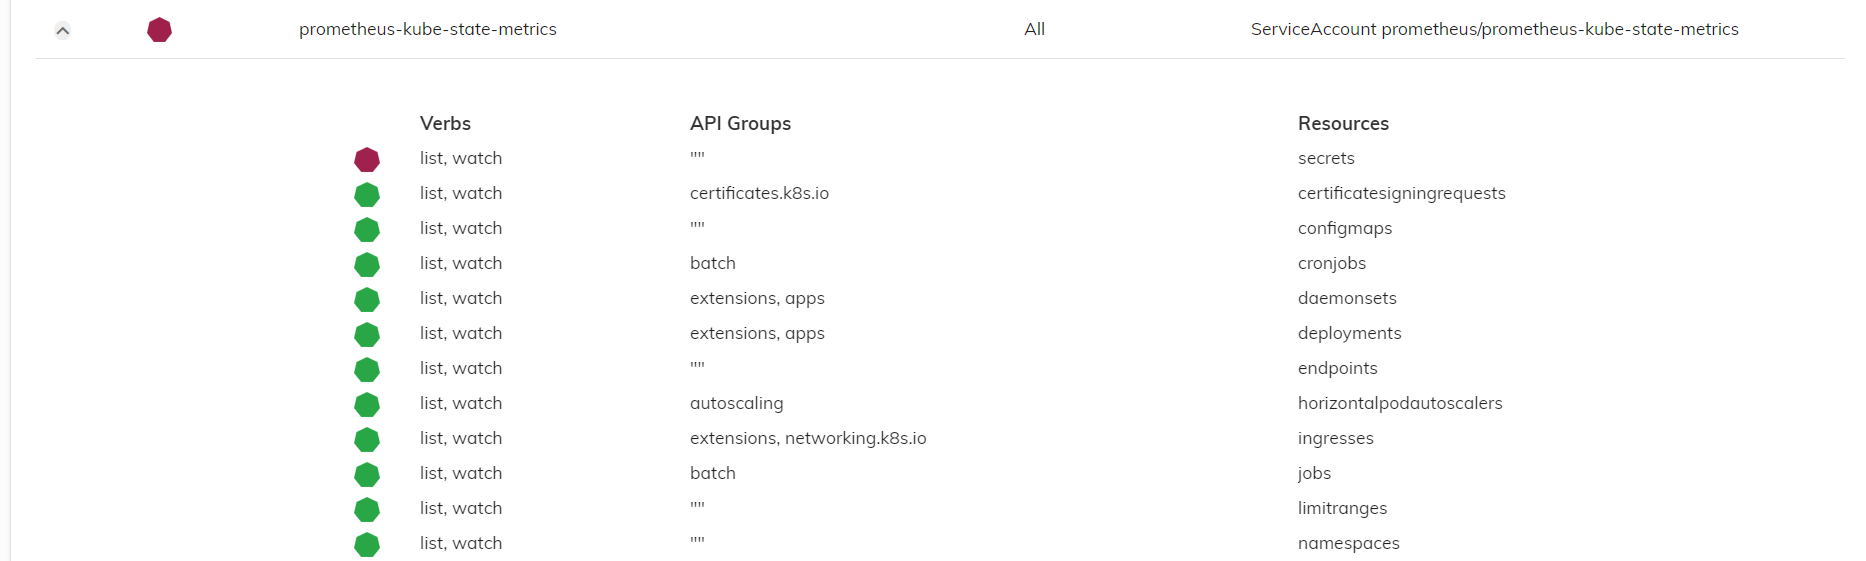 prometheus-kube-state-metrics All ServiceAccount prometheus/prometheus-kube-state-metrics
Verbs API Groups Resources
list, watch "" secrets
list, watch certificates.k8s.io certificatesigningrequests
list, watch "" configmaps
list, watch batch cronjobs
list, watch extensions, apps daemonsets
list, watch extensions, apps deployments
list, watch "" endpoints
list, watch autoscaling horizontalpodautoscalers
list, watch extensions, networking.k8s.io ingresses
list, watch batch jobs
list, watch "" limitranges
list, watch "" namespaces